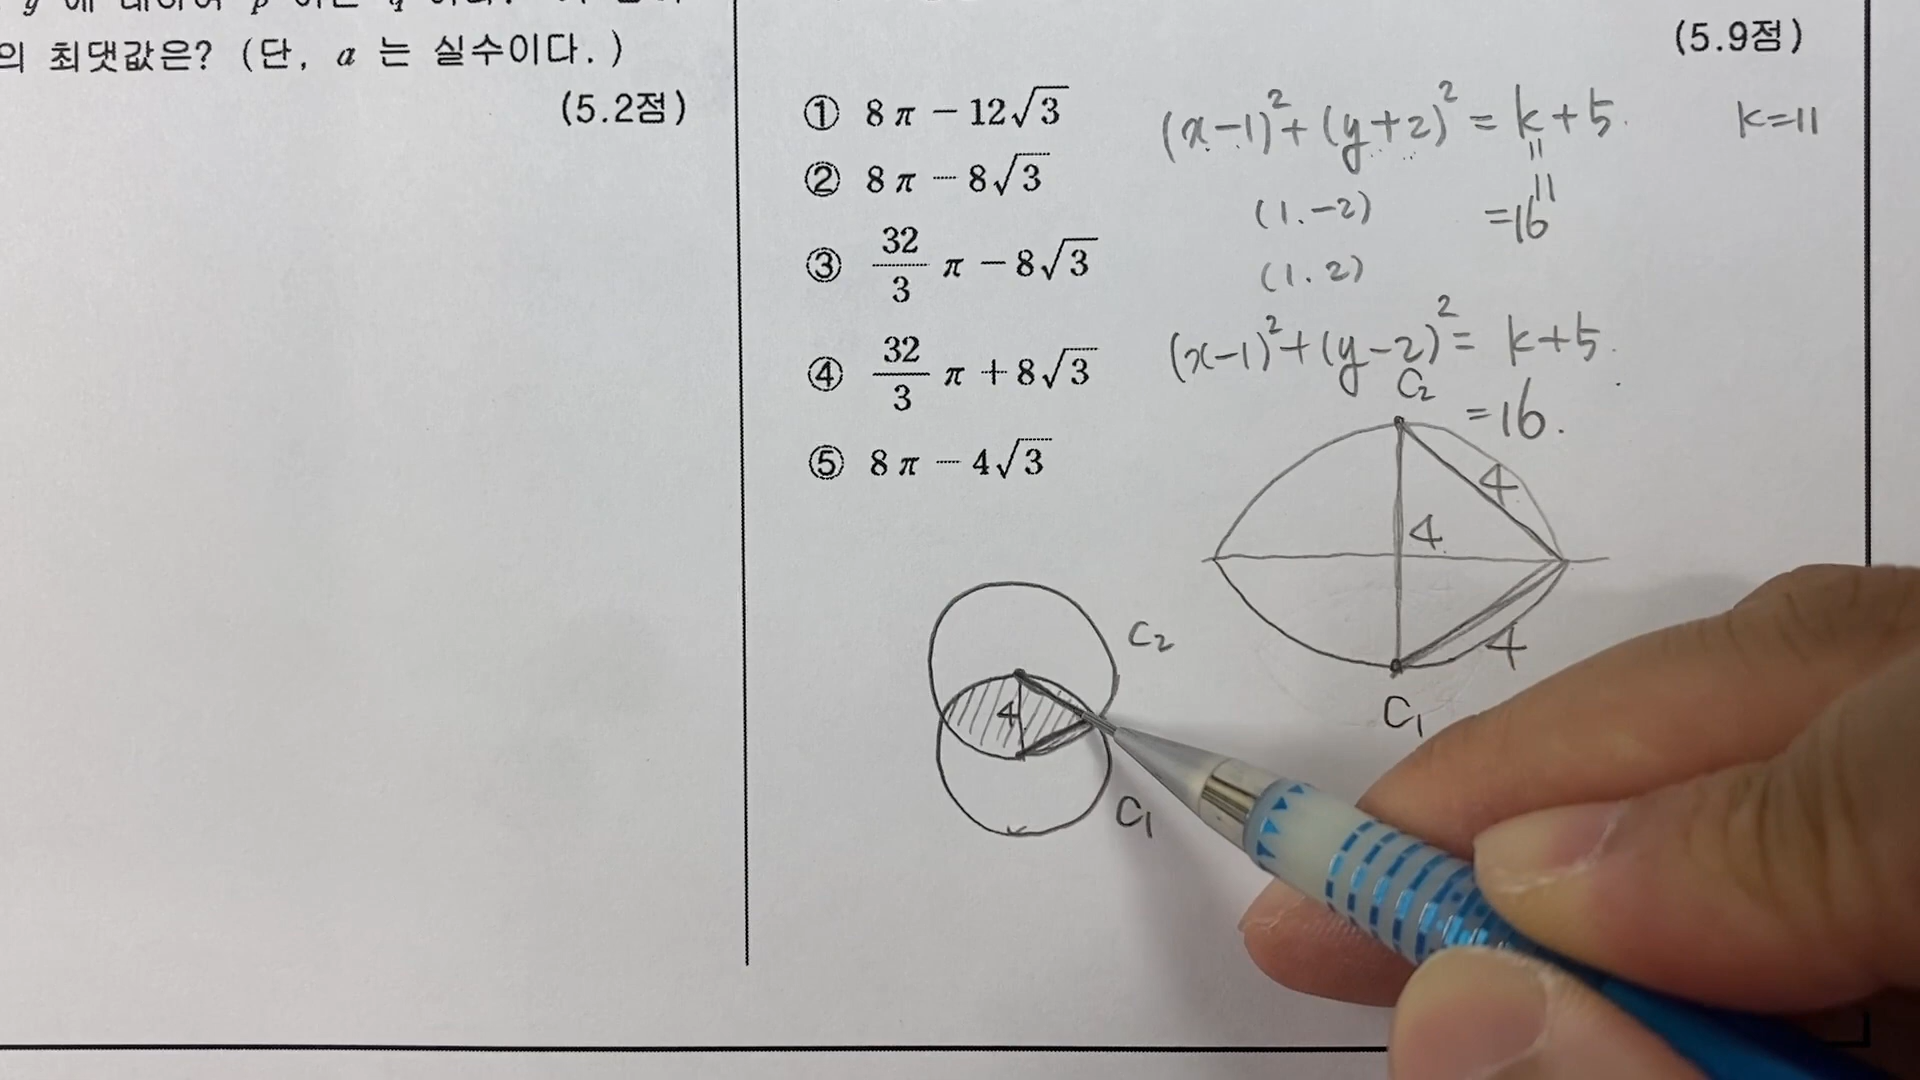 의 최댓값은? (단, a 는 실수이다.)
(5.2점)
(5.9점)
① 8π − 12√3
② 8π − 8√3
③ 32/3 π − 8√3
④ 32/3 π + 8√3
⑤ 8π − 4√3
(x−1)²+(y+2)² = k+5. k=11
॥
11
(1.−2) =16
(1.2)
(x−1)²+(y−2)² = k+5.
=16.
C₂
4
4.
4
C₁
C₂
4
C₁